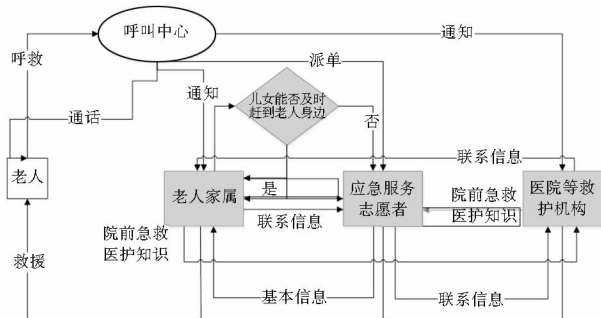 呼叫中心
通知
呼救
派单
儿女能否及时
赶到老人身边
通知
通话
否
联系信息
老人
老人家属
是
应急服务
志愿者
院前急救
医护知识
医院等救
护机构
联系信息
院前急救
医护知识
救援
基本信息
联系信息